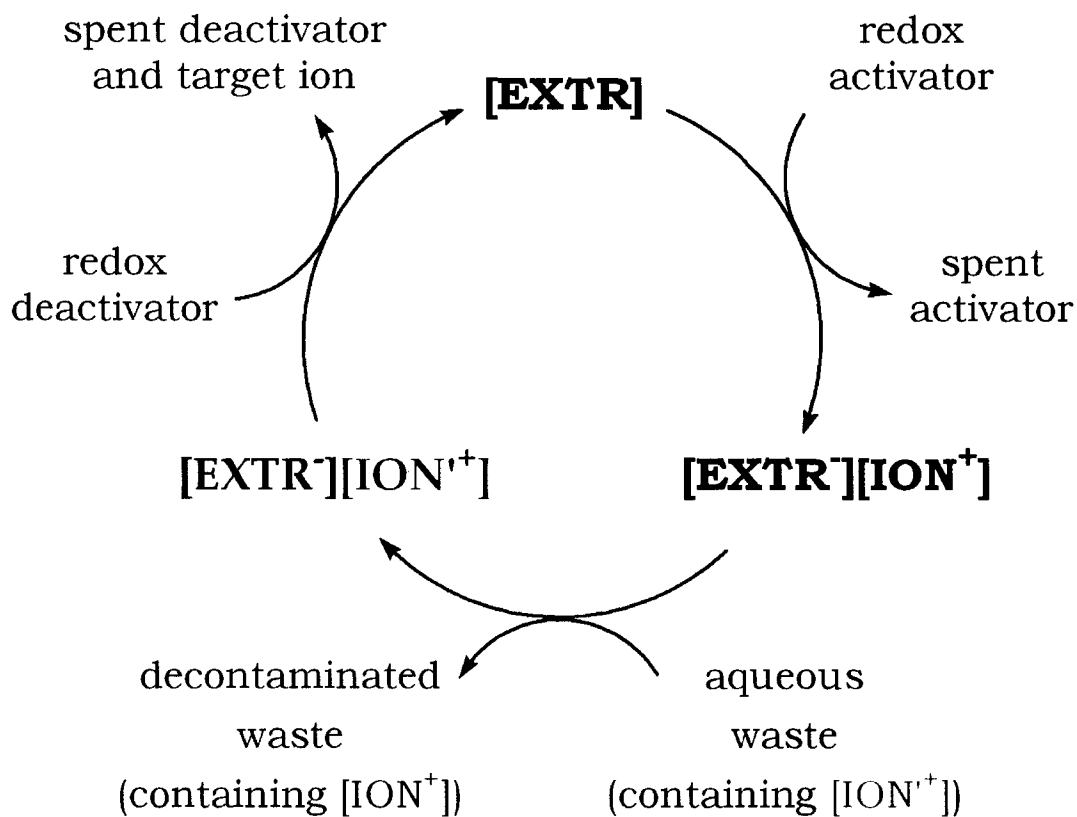 spent deactivator
and target ion
redox
activator
[EXTR]
redox
deactivator
spent
activator
[EXTR⁻][ION'⁺]
[EXTR⁻][ION⁺]
decontaminated
waste
(containing [ION⁺])
aqueous
waste
(containing [ION'⁺])